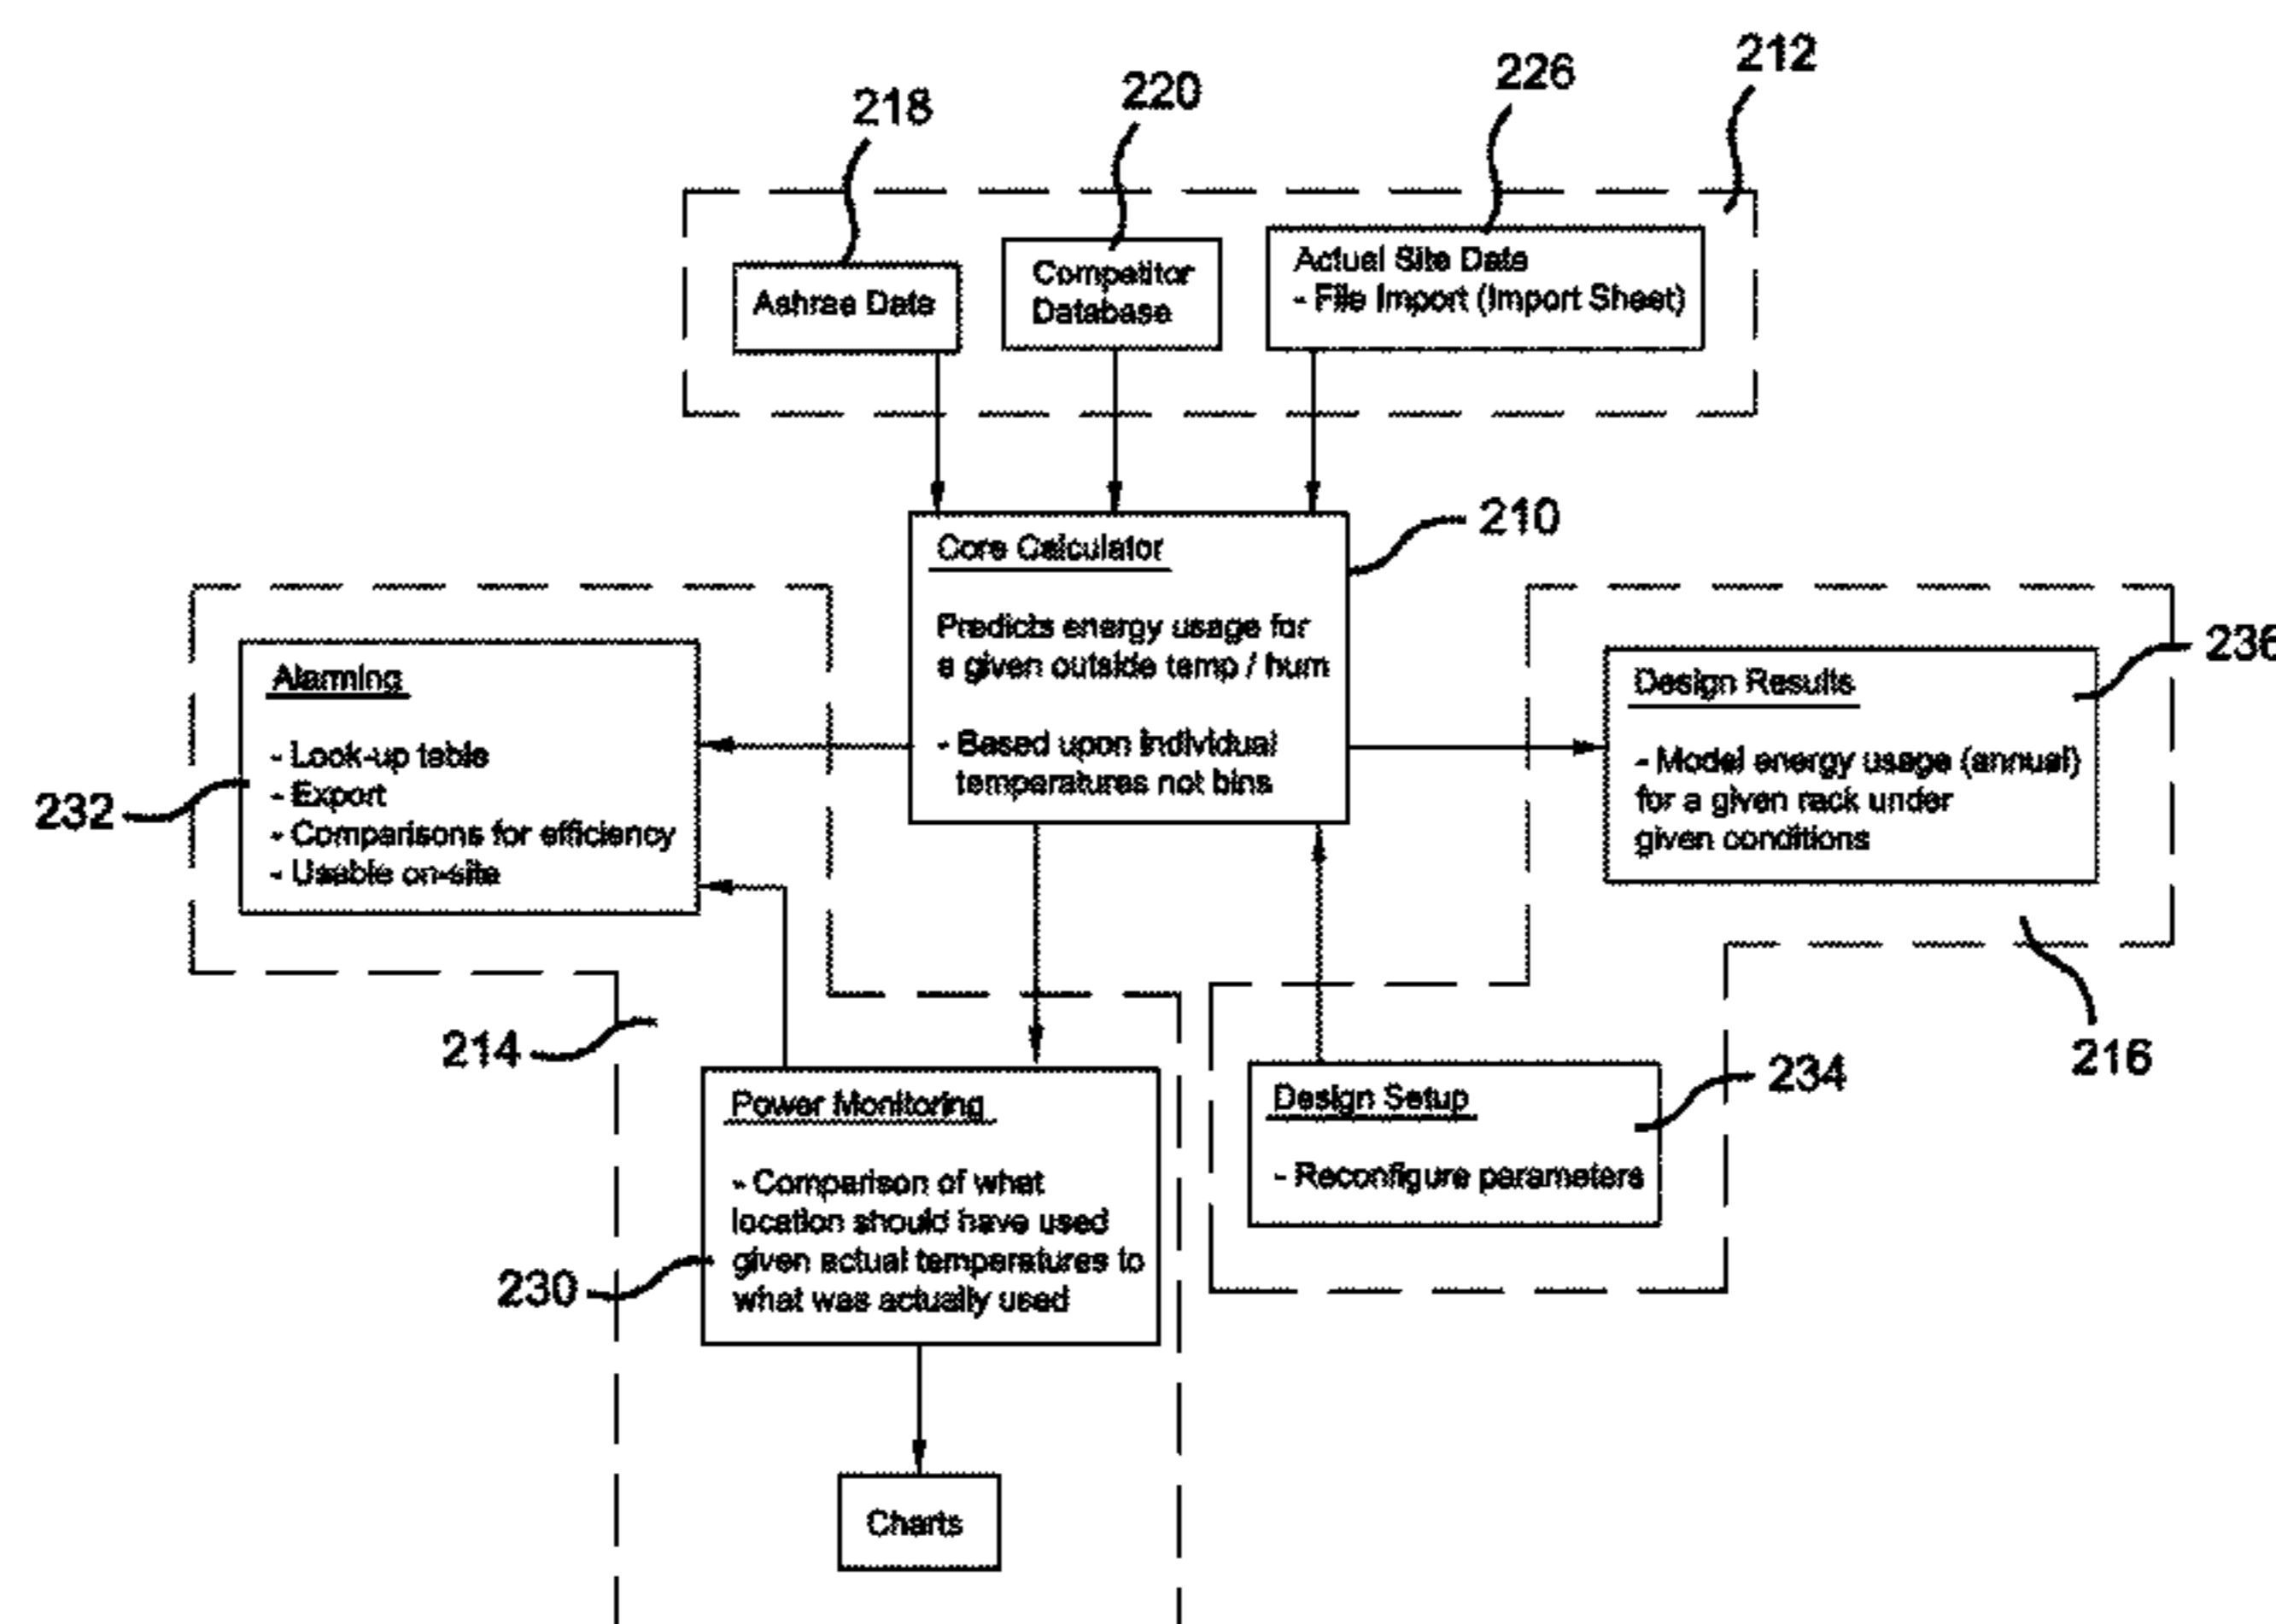 212
226
220
218
Ashrae Data
Competitor
Database
Actual Site Data
- File Import (Import Sheet)
210
Core Calculator
Predicts energy usage for
a given outside temp / hum
- Based upon individual
temperatures not bins
236
Design Results
- Model energy usage (annual)
for a given rack under
given conditions
Alarming
- Look-up table
- Export
- Comparisons for efficiency
- Usable on-site
232
214
216
234
Design Setup
- Reconfigure parameters
Power Monitoring
- Comparison of what
location should have used
given actual temperatures to
what was actually used
230
Charts